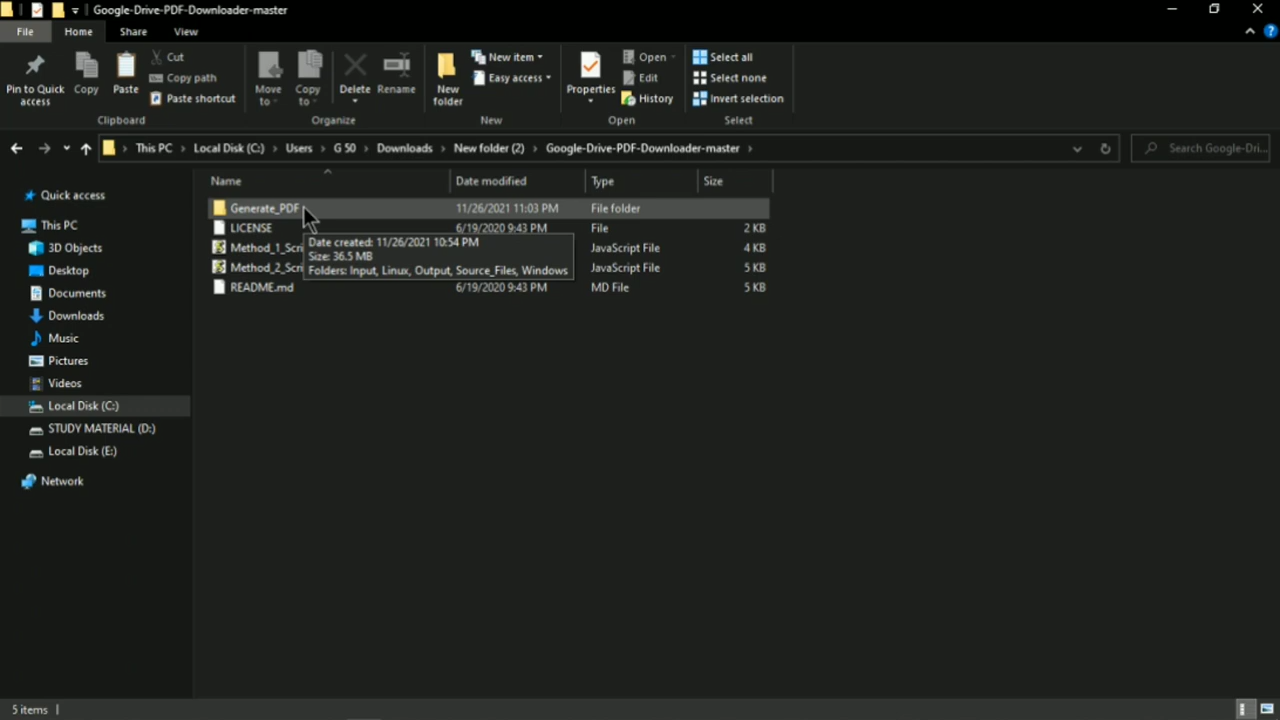 Google-Drive-PDF-Downloader-master
File Home Share View
Pin to Quick access
Copy
Paste
Cut
Copy path
Paste shortcut
Clipboard
Move to
Copy to
Delete
Rename
Organize
New folder
New item
Easy access
New
Properties
Open
Edit
History
Open
Select all
Select none
Invert selection
Select
This PC > Local Disk (C:) > Users > G 50 > Downloads > New folder (2) > Google-Drive-PDF-Downloader-master >
Search Google-Dri...
Name Date modified Type Size
Generate_PDF 11/26/2021 11:03 PM File folder
LICENSE 6/19/2020 9:43 PM File 2 KB
Method_1_Scri JavaScript File 4 KB
Method_2_Scri JavaScript File 5 KB
README.md 6/19/2020 9:43 PM MD File 5 KB
Date created: 11/26/2021 10:54 PM
Size: 36.5 MB
Folders: Input, Linux, Output, Source_Files, Windows
Quick access
This PC
3D Objects
Desktop
Documents
Downloads
Music
Pictures
Videos
Local Disk (C:)
STUDY MATERIAL (D:)
Local Disk (E:)
Network
5 items